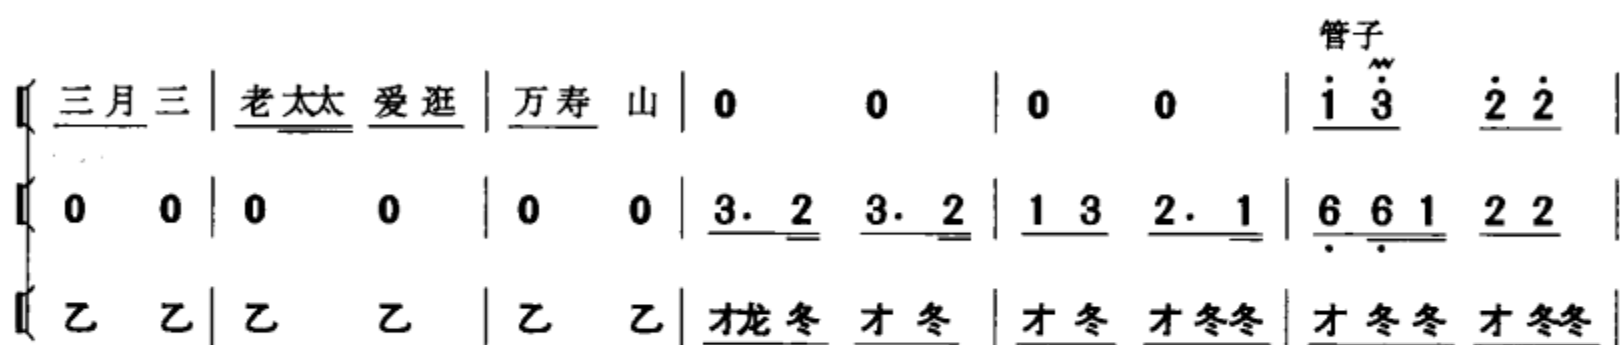 管子
三月 三 | 老太太 爱逛 | 万寿 山 | 0 0 | 0 0 | 1 3 2 2 |
0 0 | 0 0 | 0 0 | 3. 2 3. 2 | 1 3 2. 1 | 6 6 1 2 2 |
乙 乙 | 乙 乙 | 乙 乙 | 才龙 冬 才 冬 | 才 冬 才 冬冬 | 才 冬 冬 才 冬冬 |